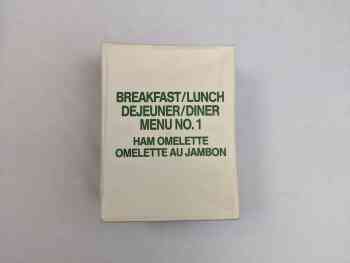 BREAKFAST/LUNCH
DEJEUNER/DINER
MENU NO. 1
HAM OMELETTE
OMELETTE AU JAMBON